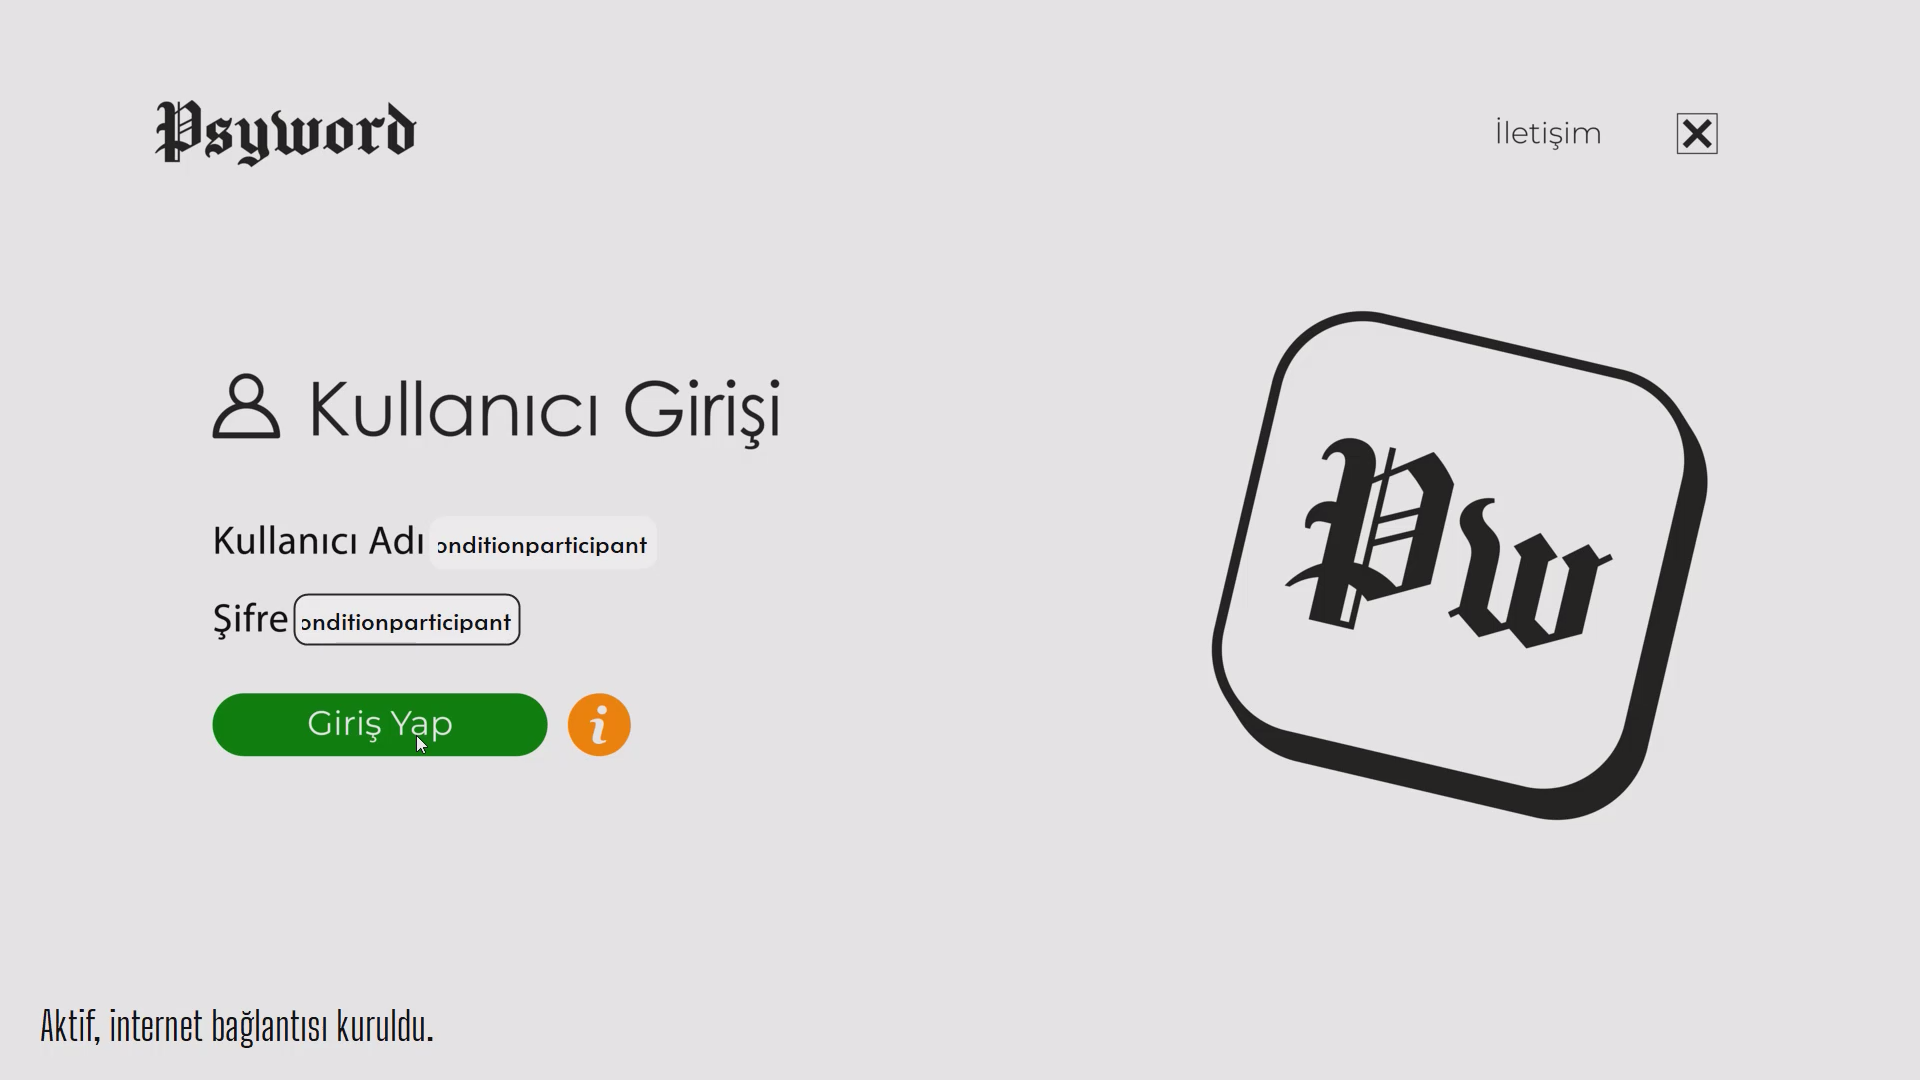 Psyword
İletişim
Kullanıcı Girişi
Kullanıcı Adı onditionparticipant
Şifre onditionparticipant
Giriş Yap
i
Pw
Aktif, internet bağlantısı kuruldu.